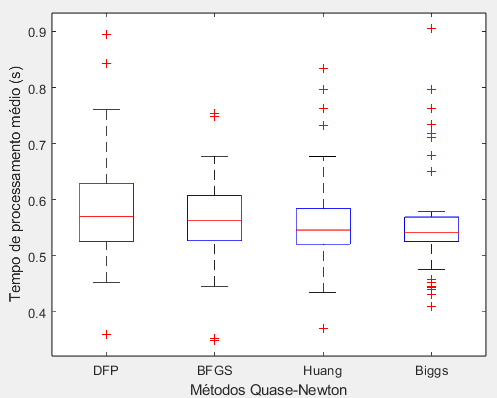 Tempo de processamento médio (s)
0.9
0.8
0.7
0.6
0.5
0.4
DFP BFGS Huang Biggs
Métodos Quase-Newton